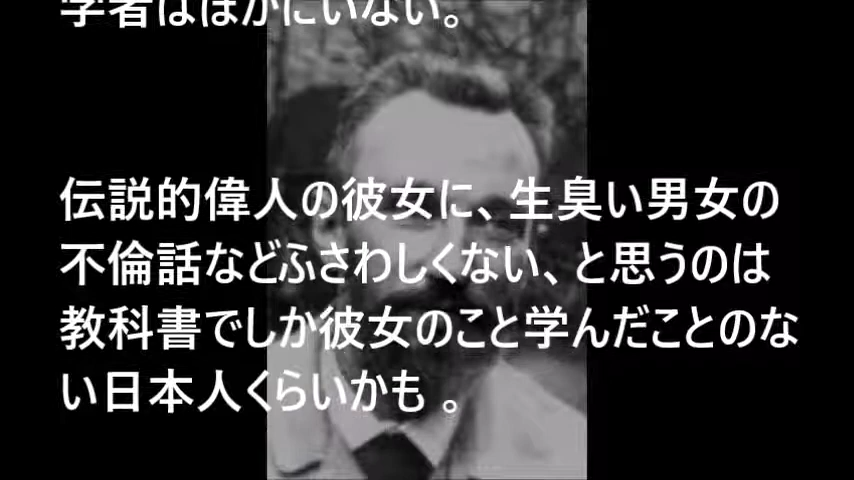 学者はほかにいない。
伝説的偉人の彼女に、生臭い男女の
不倫話などふさわしくない、と思うのは
教科書でしか彼女のこと学んだことのな
い日本人くらいかも 。